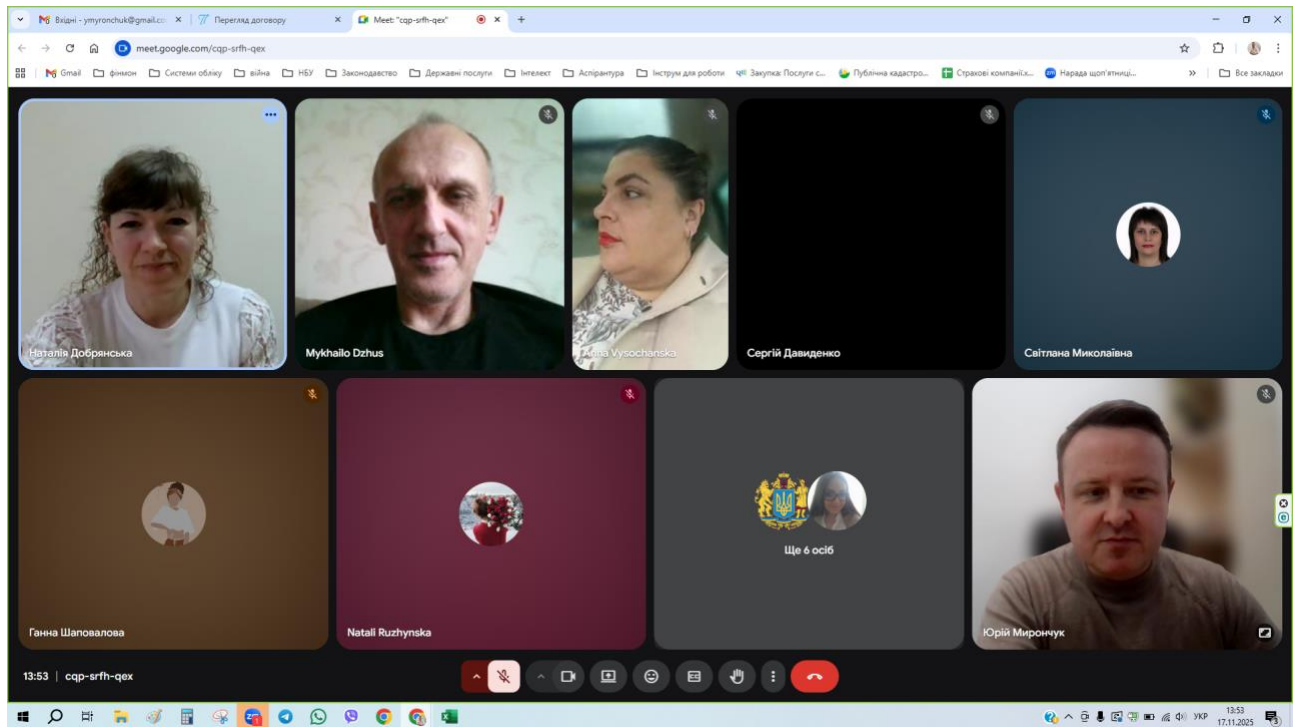 Вхідні - ymyronchuk@gmail.co
Перегляд договору
Meet: "cqp-srfh-qex"
meet.google.com/cqp-srfh-qex
Gmail
фінмон
Системи обліку
війна
НБУ
Законодавство
Державні послуги
Інтелект
Аспірантура
Інструм для роботи
Закупка: Послуги с...
Публічна кадастро...
Страхові компанії.х...
Нарада щоп'ятниці...
»
Все закладки
Наталія Добрянська
Mykhailo Dzhus
Anna Vysochanska
Сергій Давиденко
Світлана Миколаївна
Ганна Шаповалова
Natali Ruzhynska
Ще 6 осіб
Юрій Мирончук
13:53 | cqp-srfh-qex
УКР
13:53
17.11.2025